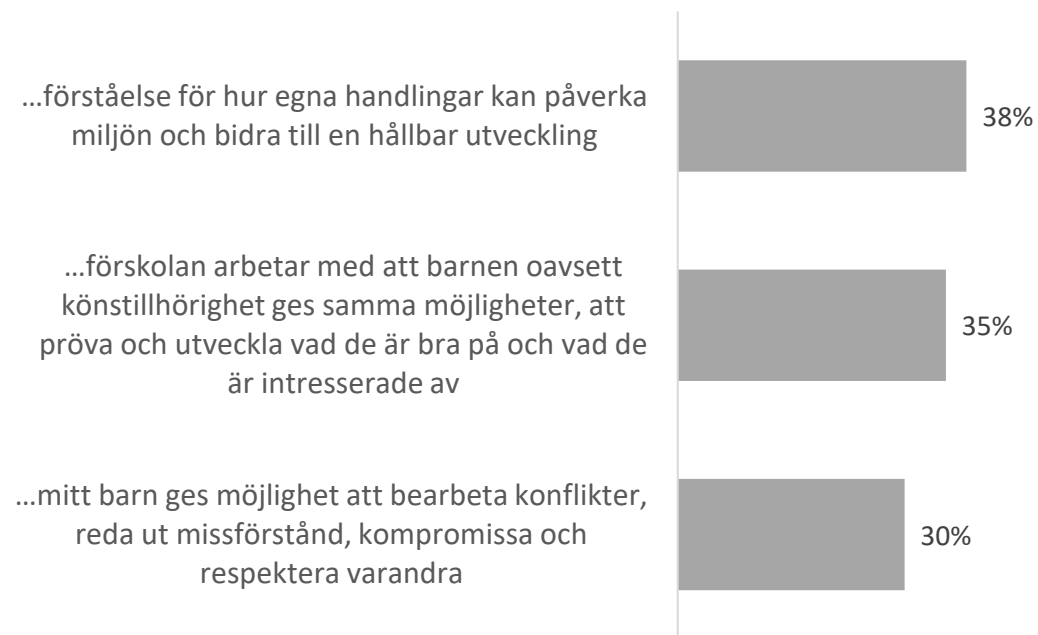 ...förståelse för hur egna handlingar kan påverka
miljön och bidra till en hållbar utveckling
38%
...förskolan arbetar med att barnen oavsett
könstillhörighet ges samma möjligheter, att
pröva och utveckla vad de är bra på och vad de
är intresserade av
35%
...mitt barn ges möjlighet att bearbeta konflikter,
reda ut missförstånd, kompromissa och
respektera varandra
30%